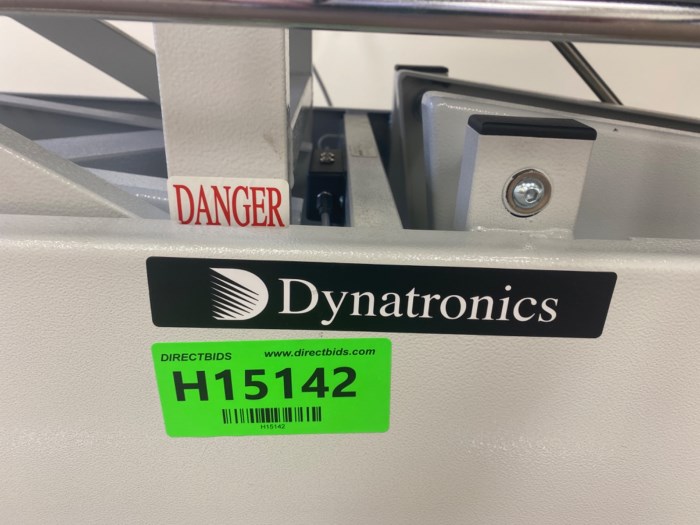 DANGER
Dynatronics
DIRECTBIDS www.directbids.com
H15142
H15142